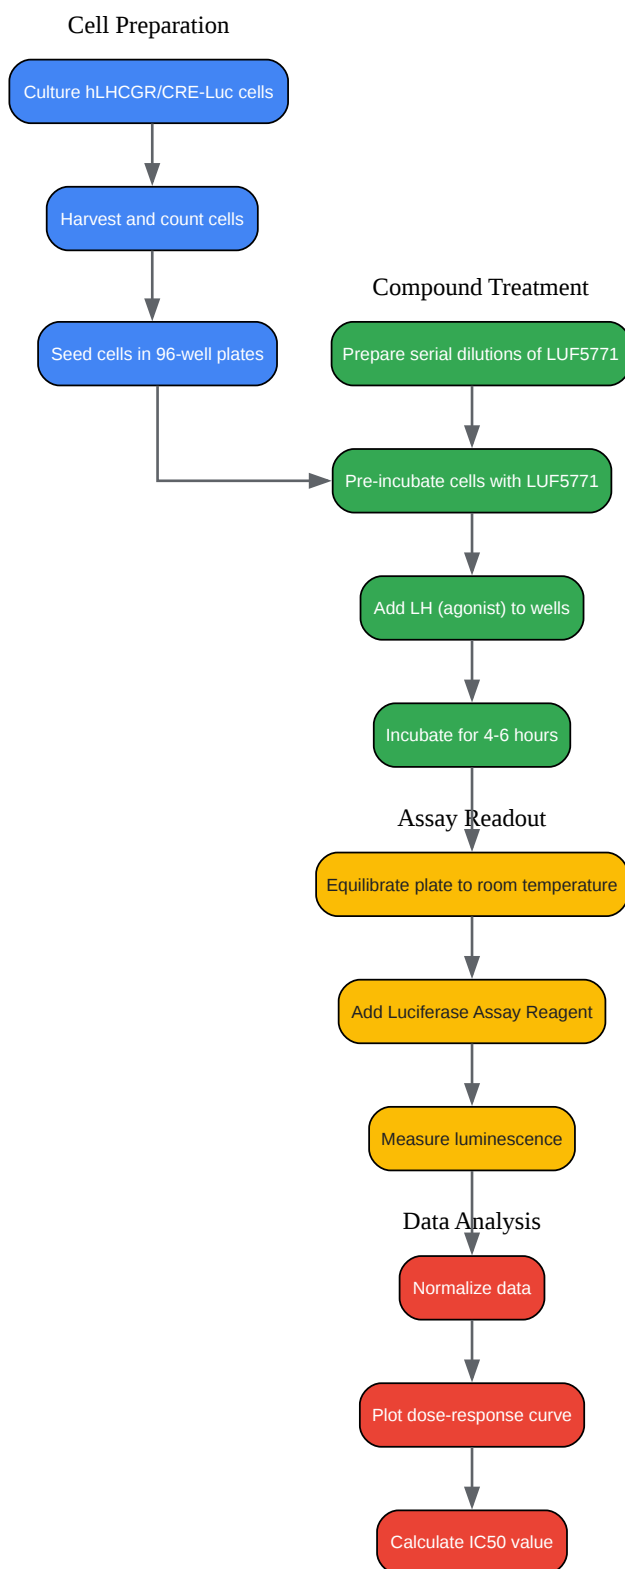 Cell Preparation
Culture hLHCGR/CRE-Luc cells
Harvest and count cells
Seed cells in 96-well plates
Compound Treatment
Prepare serial dilutions of LUF5771
Pre-incubate cells with LUF5771
Add LH (agonist) to wells
Incubate for 4-6 hours
Assay Readout
Equilibrate plate to room temperature
Add Luciferase Assay Reagent
Measure luminescence
Data Analysis
Normalize data
Plot dose-response curve
Calculate IC50 value